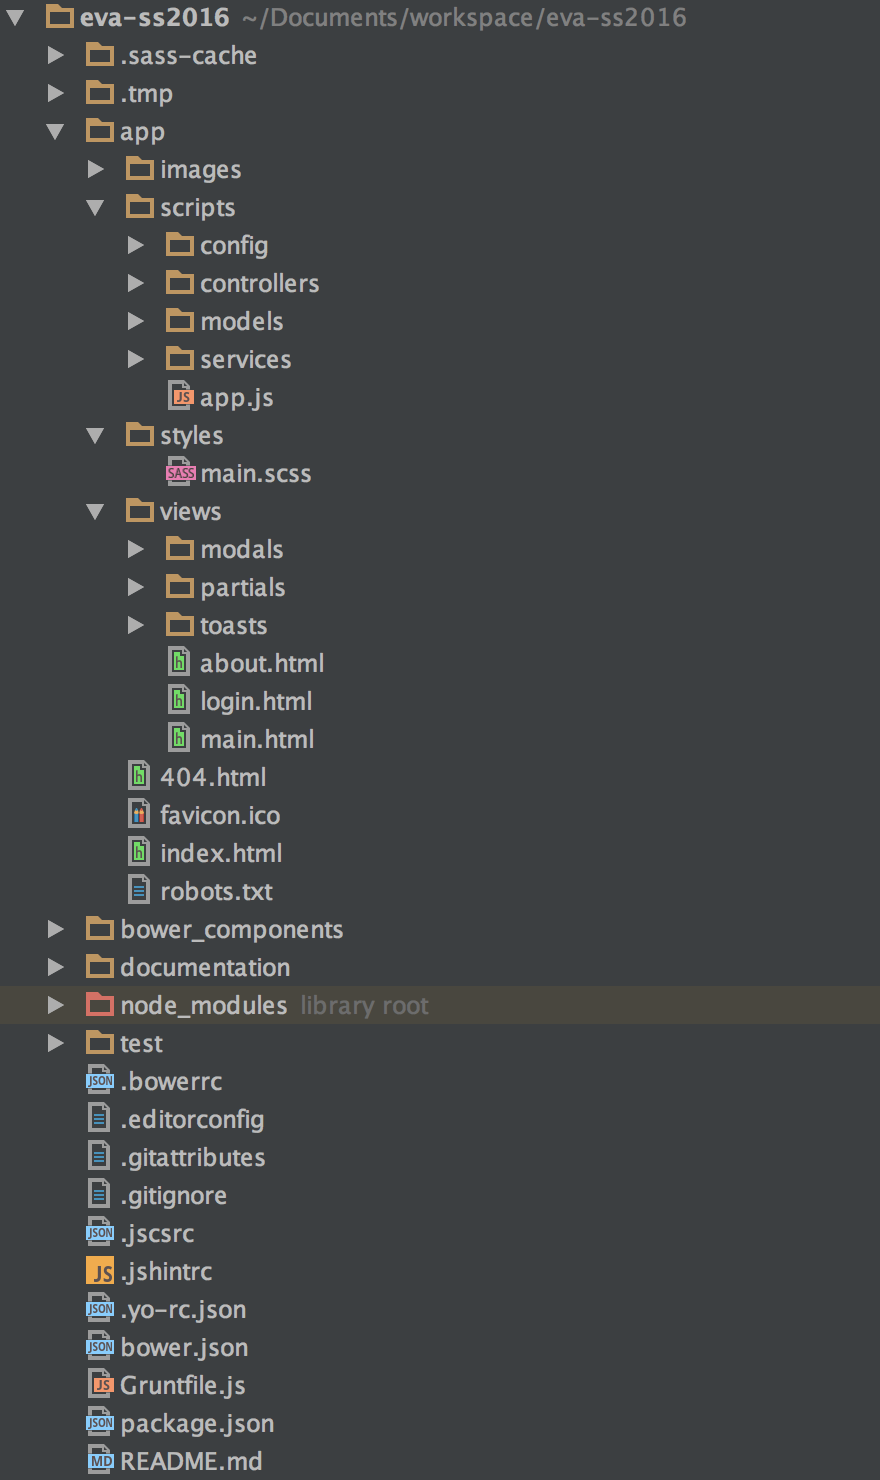 eva-ss2016 ~/Documents/workspace/eva-ss2016
.sass-cache
.tmp
app
images
scripts
config
controllers
models
services
JS app.js
styles
SASS main.scss
views
modals
partials
toasts
h about.html
h login.html
h main.html
h 404.html
favicon.ico
h index.html
robots.txt
bower_components
documentation
node_modules library root
test
JSON .bowerrc
.editorconfig
.gitattributes
.gitignore
JSON .jscsrc
JS .jshintrc
JSON .yo-rc.json
JSON bower.json
JS Gruntfile.js
JSON package.json
MD README.md